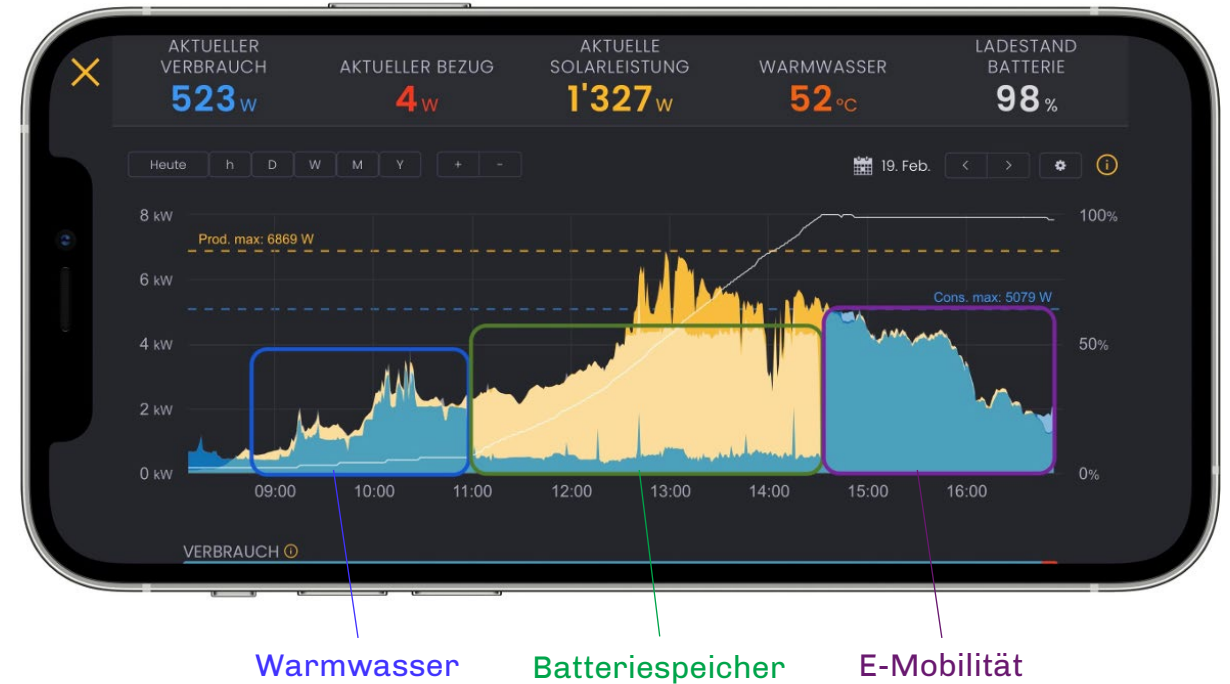 AKTUELLER
VERBRAUCH
523 W
AKTUELLER BEZUG
4 W
AKTUELLE
SOLARLEISTUNG
1'327 W
WARMWASSER
52 °C
LADESTAND
BATTERIE
98 %
Heute h D W M Y + -
19. Feb. < > i
8 kW 100%
Prod. max: 6869 W
6 kW
Cons. max: 5079 W
4 kW 50%
2 kW
0 kW 0%
09:00 10:00 11:00 12:00 13:00 14:00 15:00 16:00
VERBRAUCH i
Warmwasser Batteriespeicher E-Mobilität